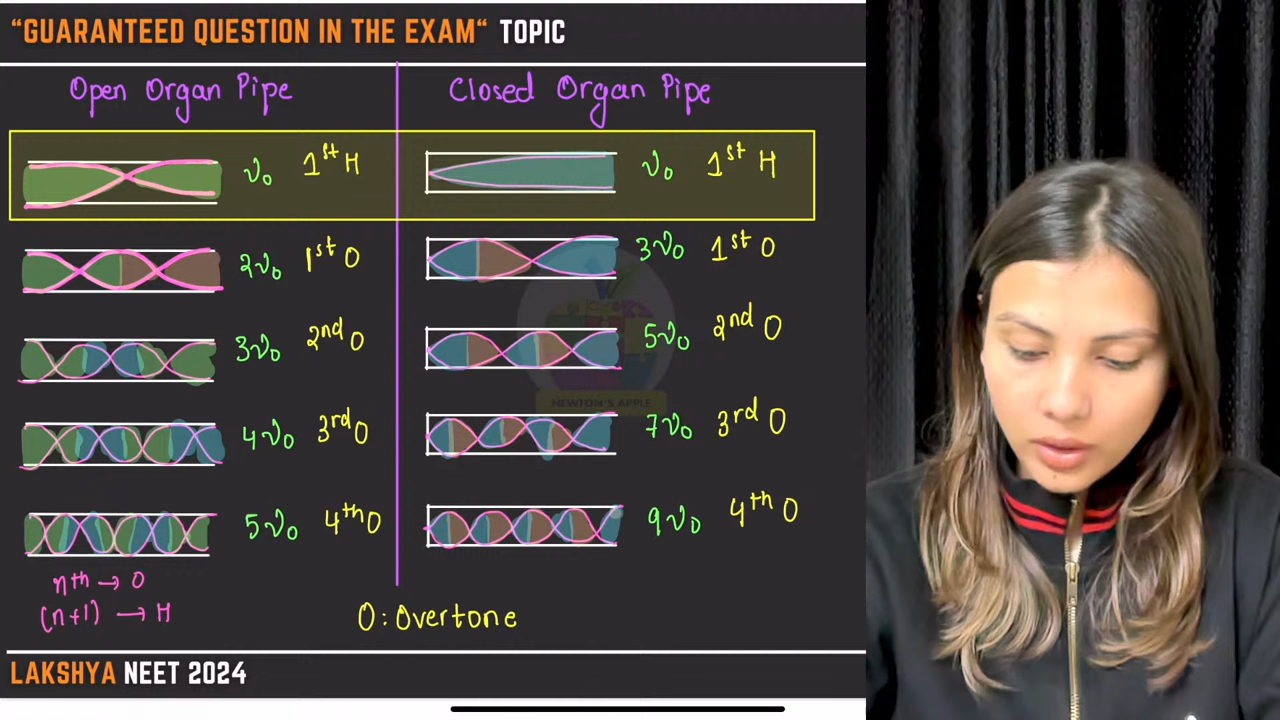 “GUARANTEED QUESTION IN THE EXAM“ TOPIC
Open Organ Pipe
Closed Organ Pipe
ν₀ 1st H
ν₀ 1st H
2ν₀ 1st O
3ν₀ 1st O
3ν₀ 2nd O
5ν₀ 2nd O
4ν₀ 3rd O
7ν₀ 3rd O
5ν₀ 4th O
9ν₀ 4th O
NEWTON'S APPLE
nth → O
(n+1) → H
O : Overtone
LAKSHYA NEET 2024